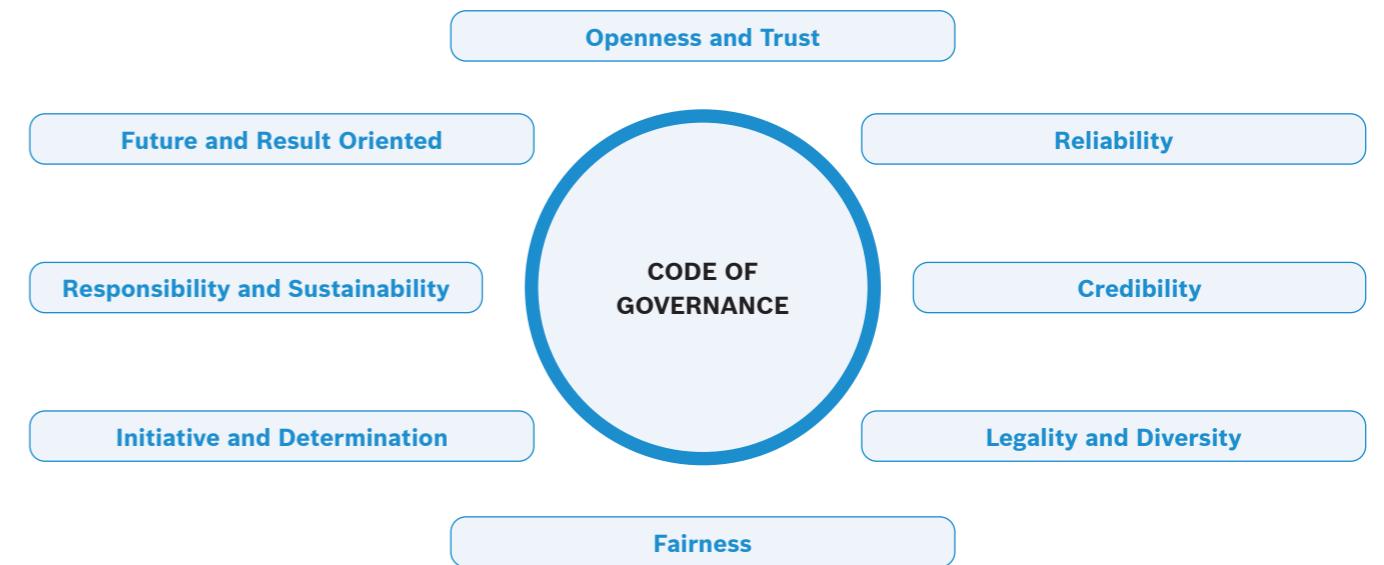 Openness and Trust
Future and Result Oriented
Reliability
CODE OF
GOVERNANCE
Responsibility and Sustainability
Credibility
Initiative and Determination
Legality and Diversity
Fairness